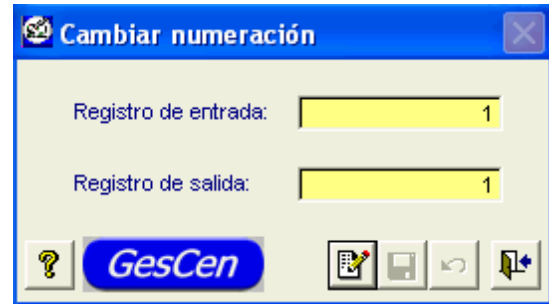 Cambiar numeración
Registro de entrada: 1
Registro de salida: 1
? GesCen